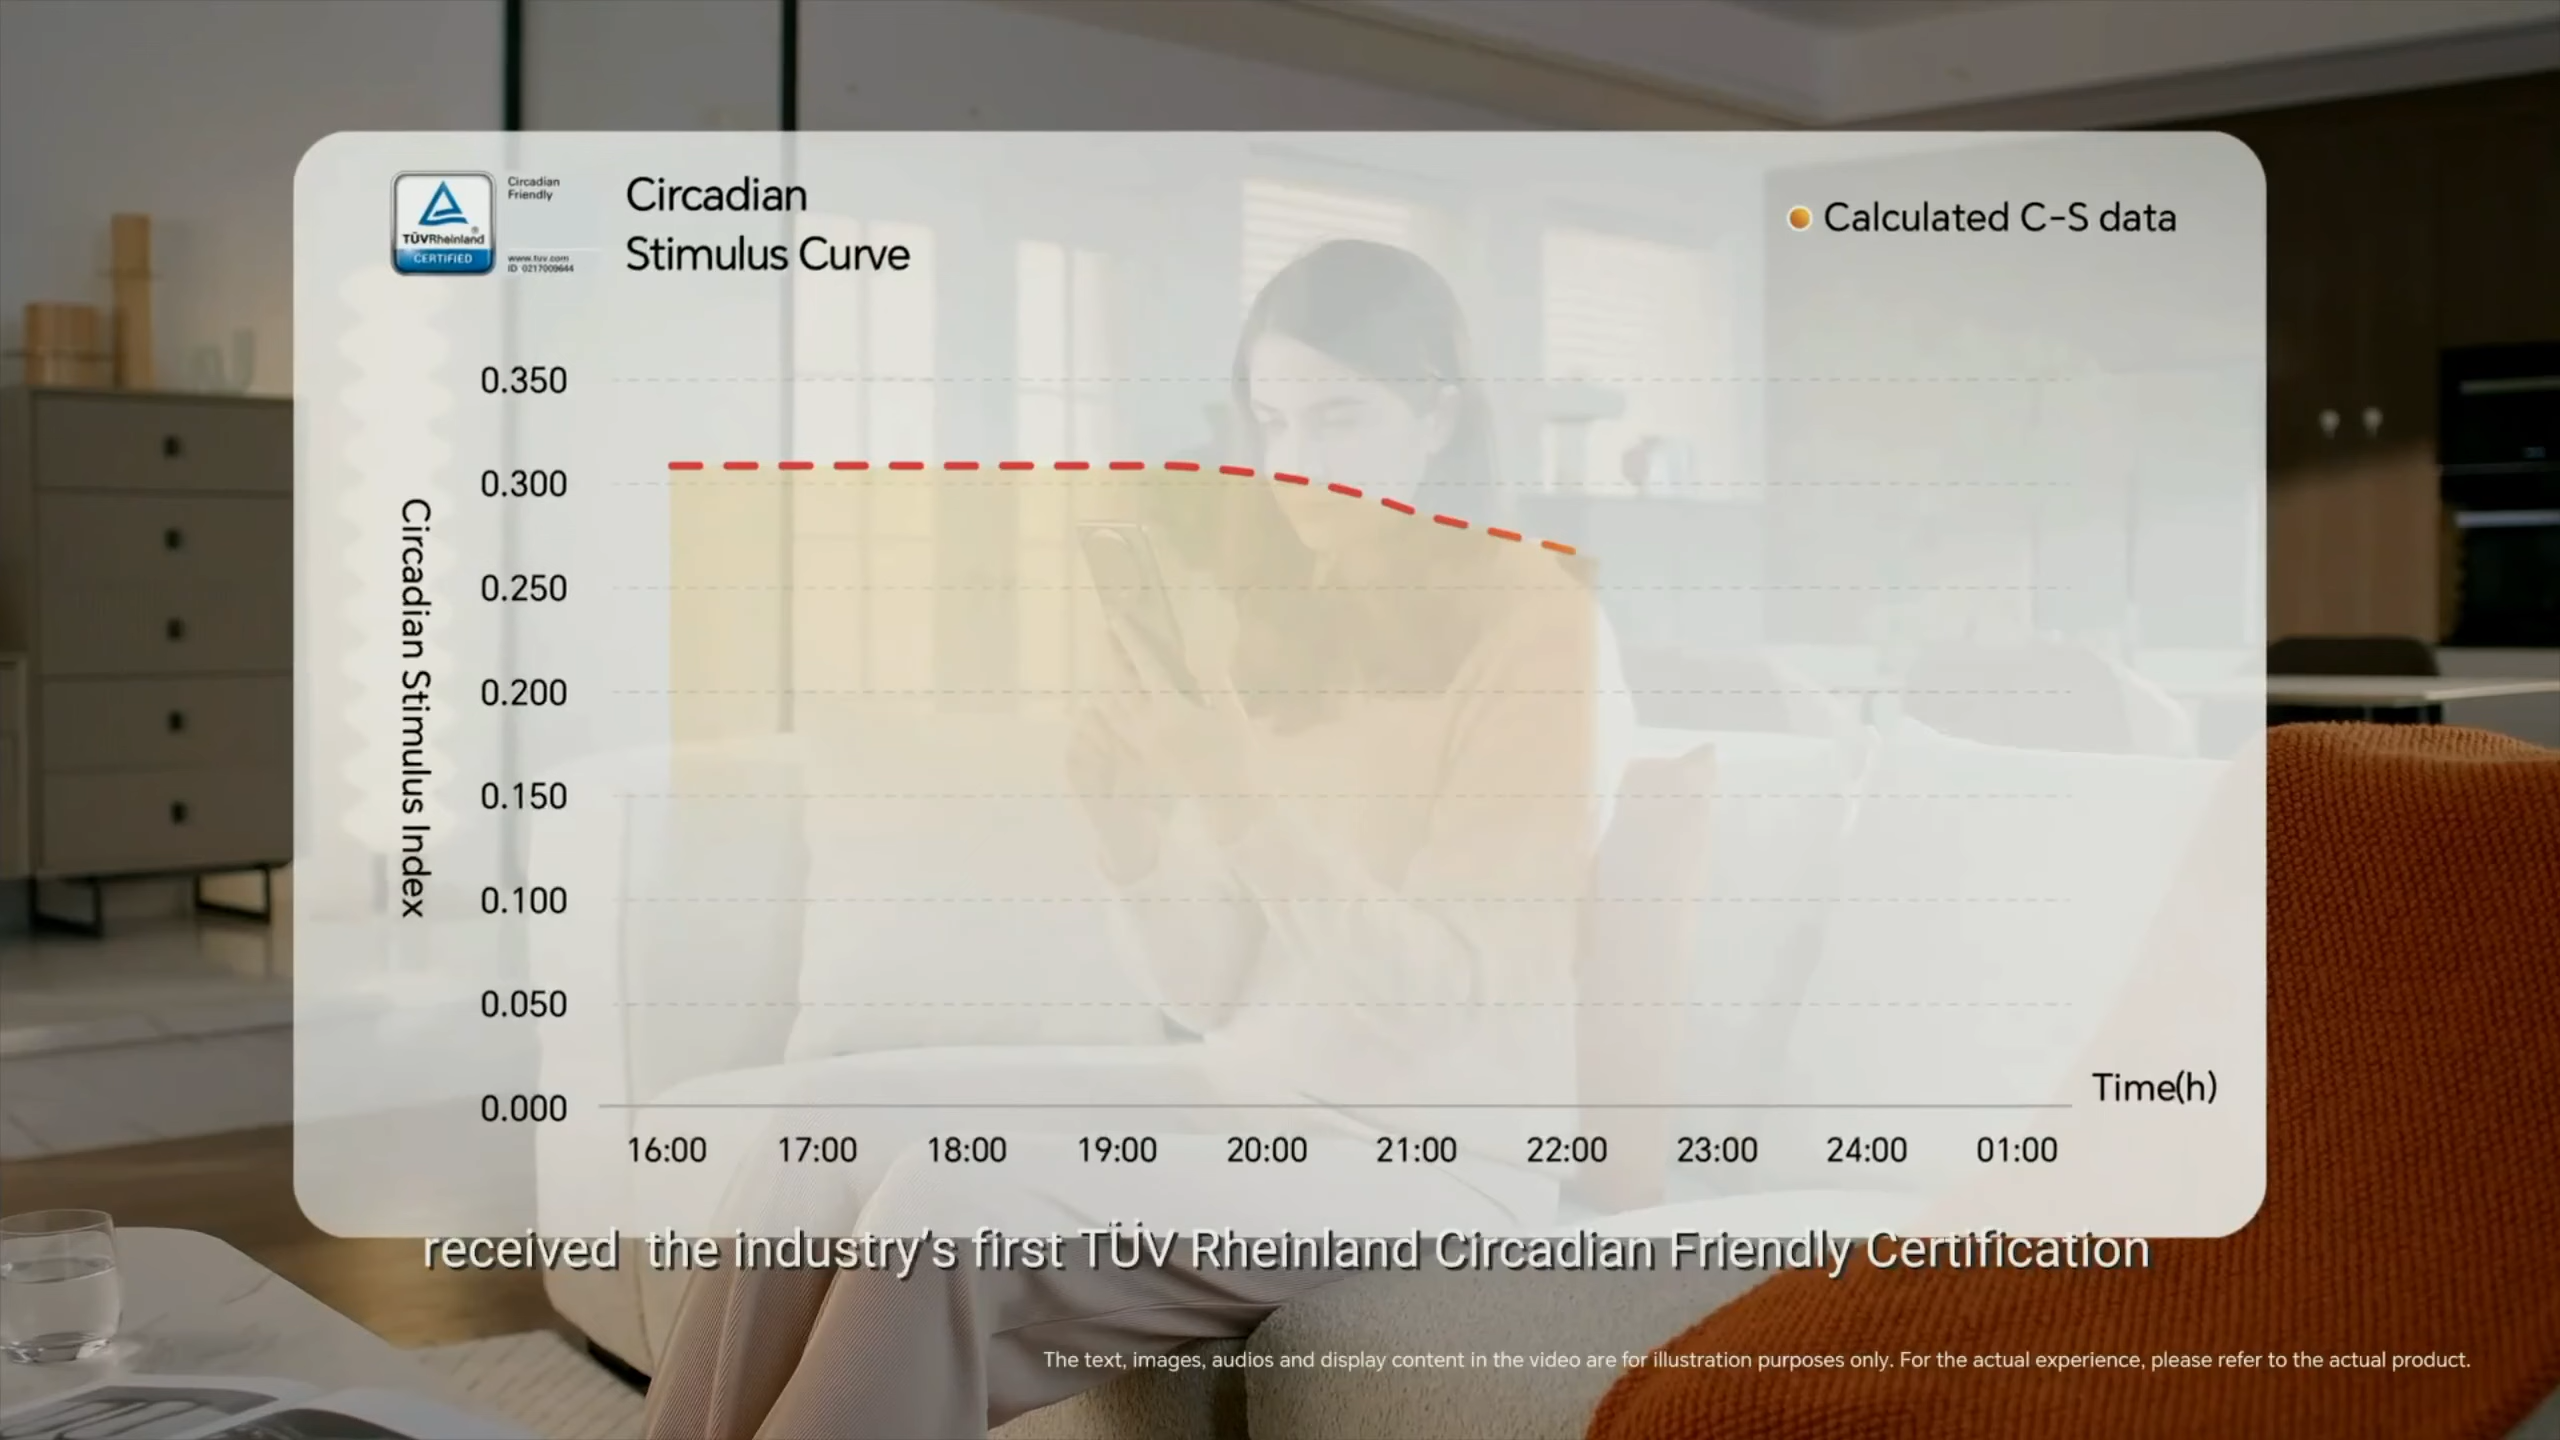 TÜVRheinland®
CERTIFIED
Circadian
Friendly
www.tuv.com
ID 0217009644
Circadian
Stimulus Curve
Calculated C-S data
Circadian Stimulus Index
0.350
0.300
0.250
0.200
0.150
0.100
0.050
0.000
Time(h)
16:00 17:00 18:00 19:00 20:00 21:00 22:00 23:00 24:00 01:00
received the industry's first TÜV Rheinland Circadian Friendly Certification
The text, images, audios and display content in the video are for illustration purposes only. For the actual experience, please refer to the actual product.